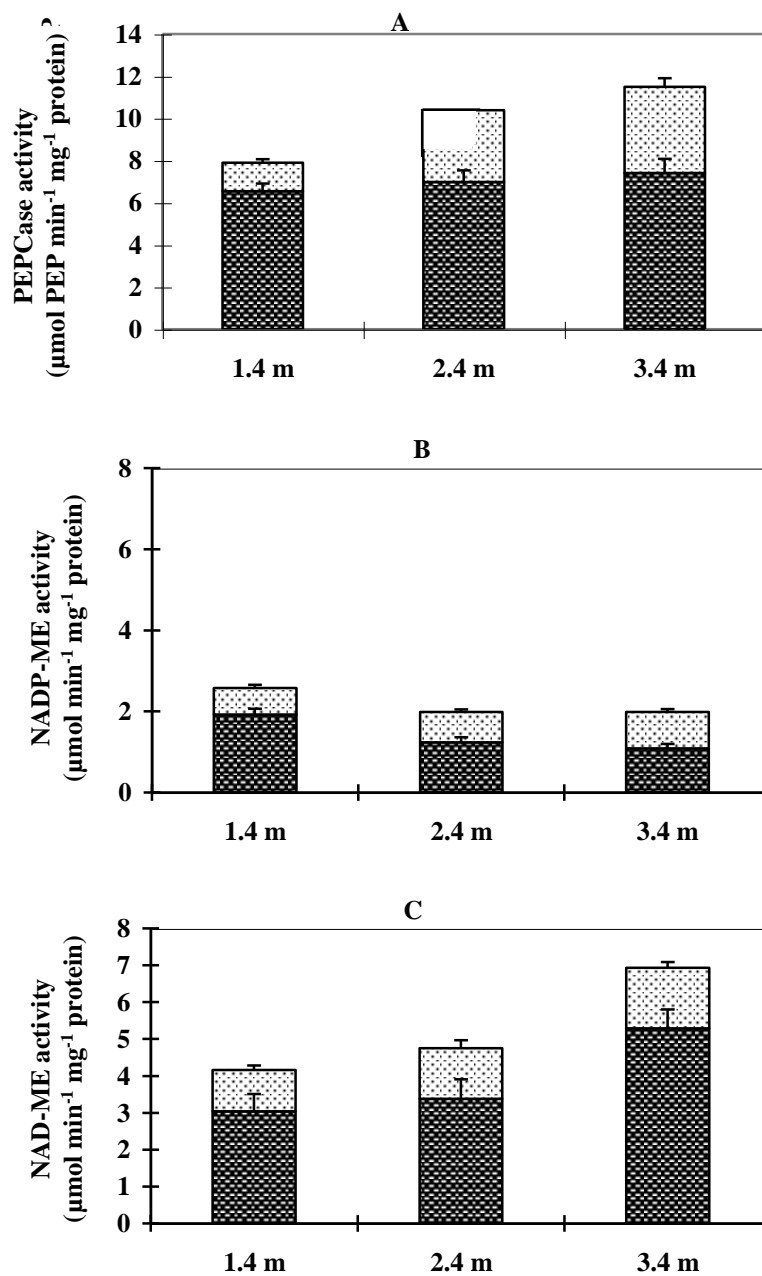 A
PEPCase activity
(µmol PEP min⁻¹ mg⁻¹ protein)
14
12
10
8
6
4
2
0
1.4 m 2.4 m 3.4 m
B
NADP-ME activity
(µmol min⁻¹ mg⁻¹ protein)
8
6
4
2
0
1.4 m 2.4 m 3.4 m
C
NAD-ME activity
(µmol min⁻¹ mg⁻¹ protein)
8
7
6
5
4
3
2
1
0
1.4 m 2.4 m 3.4 m